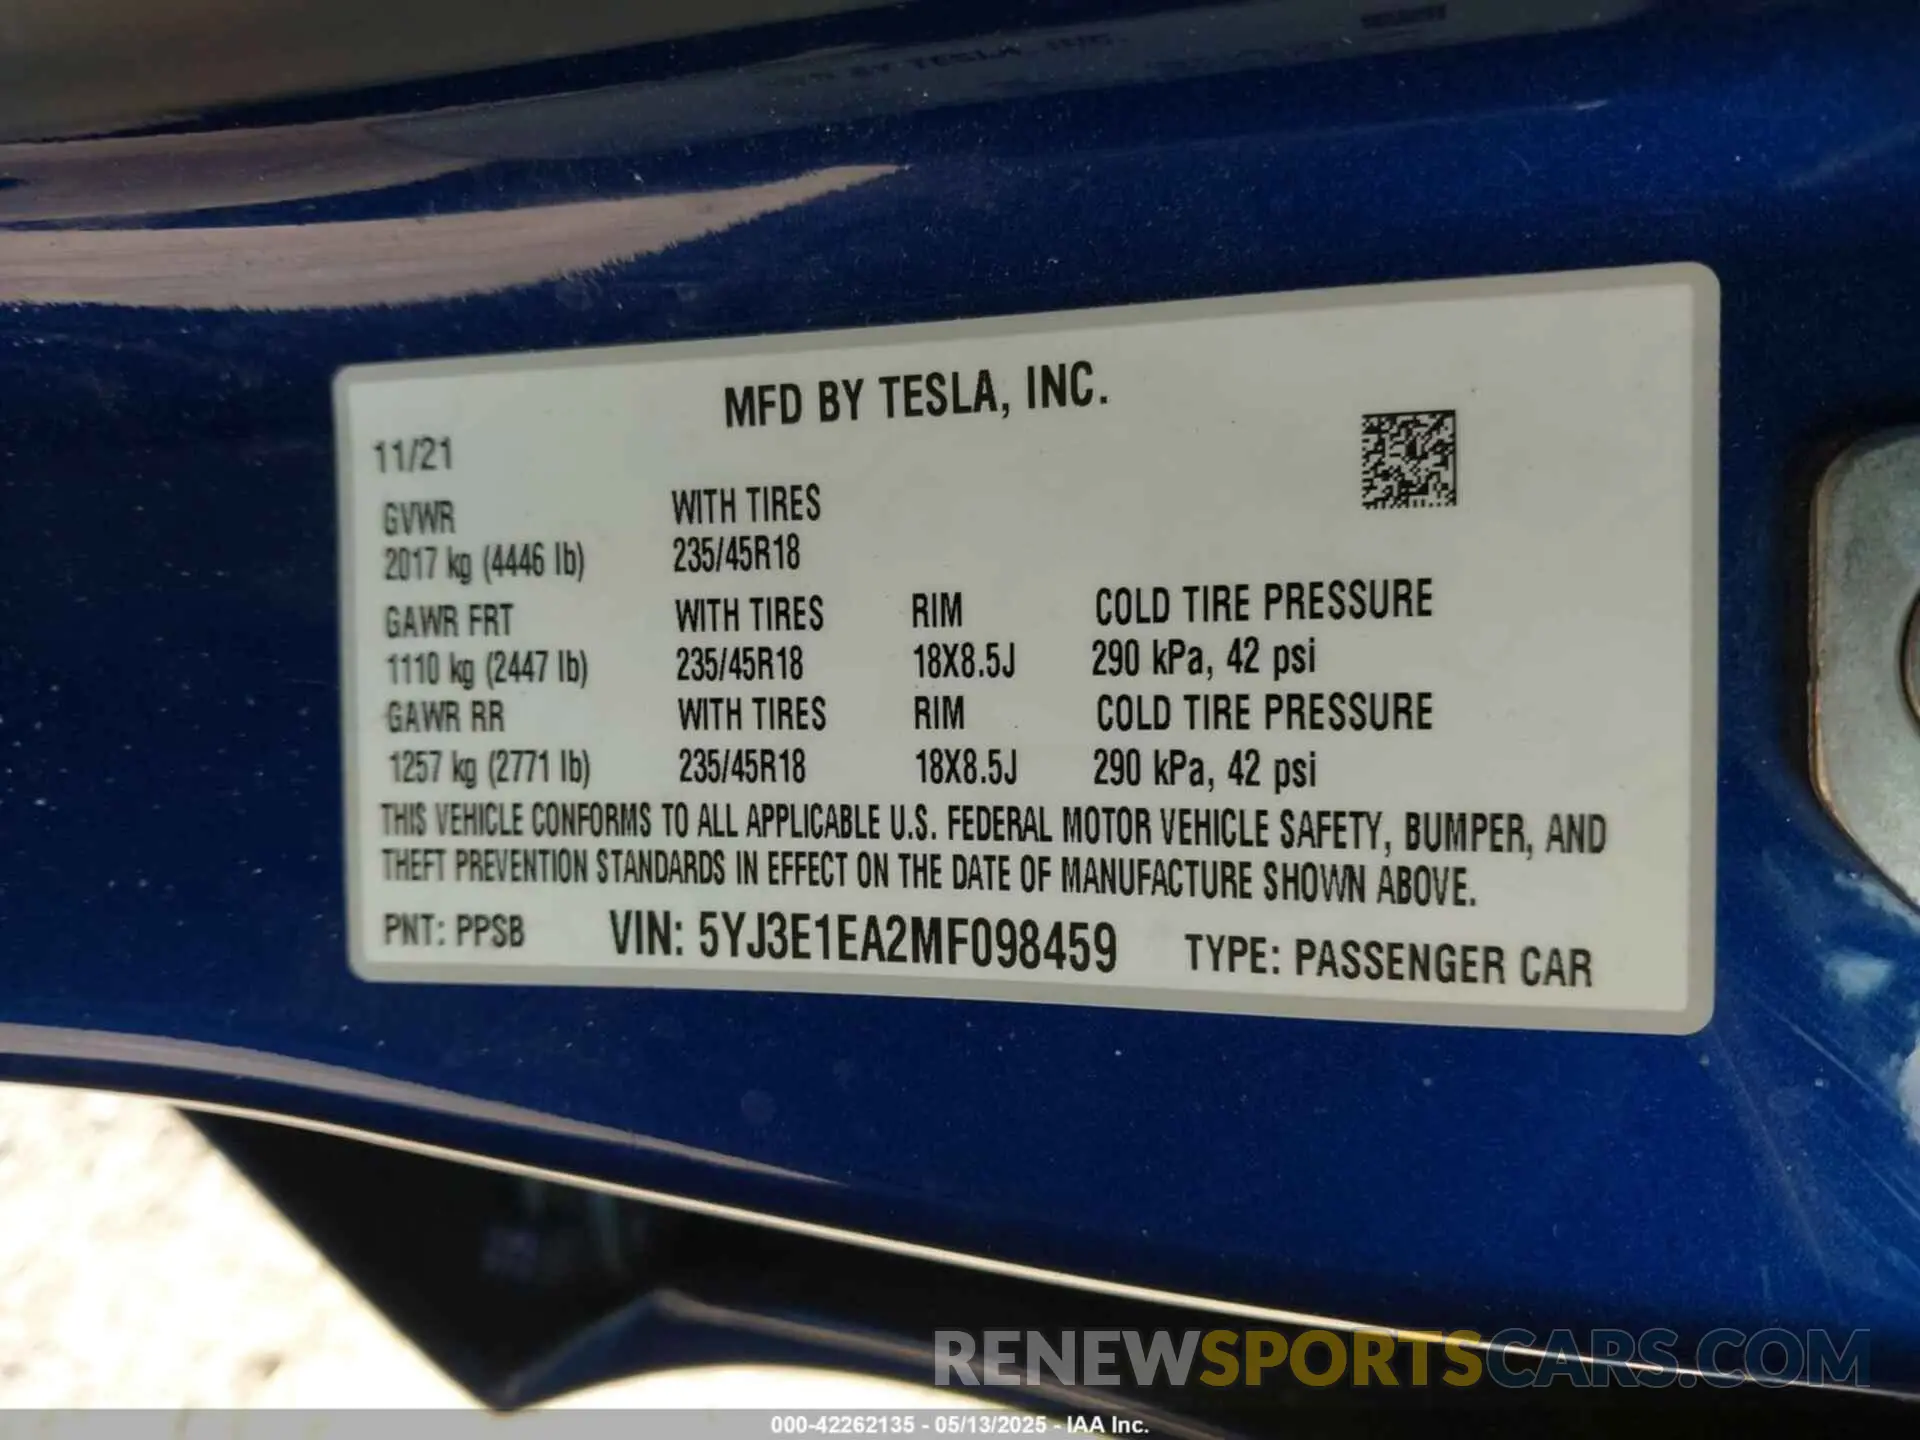 MFD BY TESLA, INC.
11/21
GVWR WITH TIRES
2017 kg (4446 lb) 235/45R18
GAWR FRT WITH TIRES RIM COLD TIRE PRESSURE
1110 kg (2447 lb) 235/45R18 18X8.5J 290 kPa, 42 psi
GAWR RR WITH TIRES RIM COLD TIRE PRESSURE
1257 kg (2771 lb) 235/45R18 18X8.5J 290 kPa, 42 psi
THIS VEHICLE CONFORMS TO ALL APPLICABLE U.S. FEDERAL MOTOR VEHICLE SAFETY, BUMPER, AND
THEFT PREVENTION STANDARDS IN EFFECT ON THE DATE OF MANUFACTURE SHOWN ABOVE.
PNT: PPSB VIN: 5YJ3E1EA2MF098459 TYPE: PASSENGER CAR
RENEWSPORTSCARS.COM
000-42262135 - 05/13/2025 - IAA Inc.